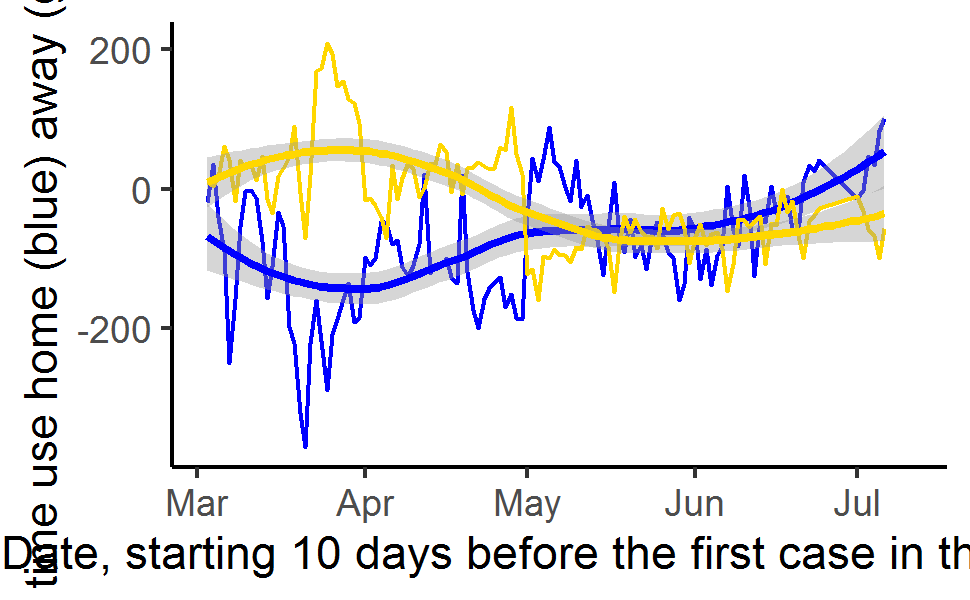 time use home (blue) away (
200
0
-200
Mar Apr May Jun Jul
Date, starting 10 days before the first case in th